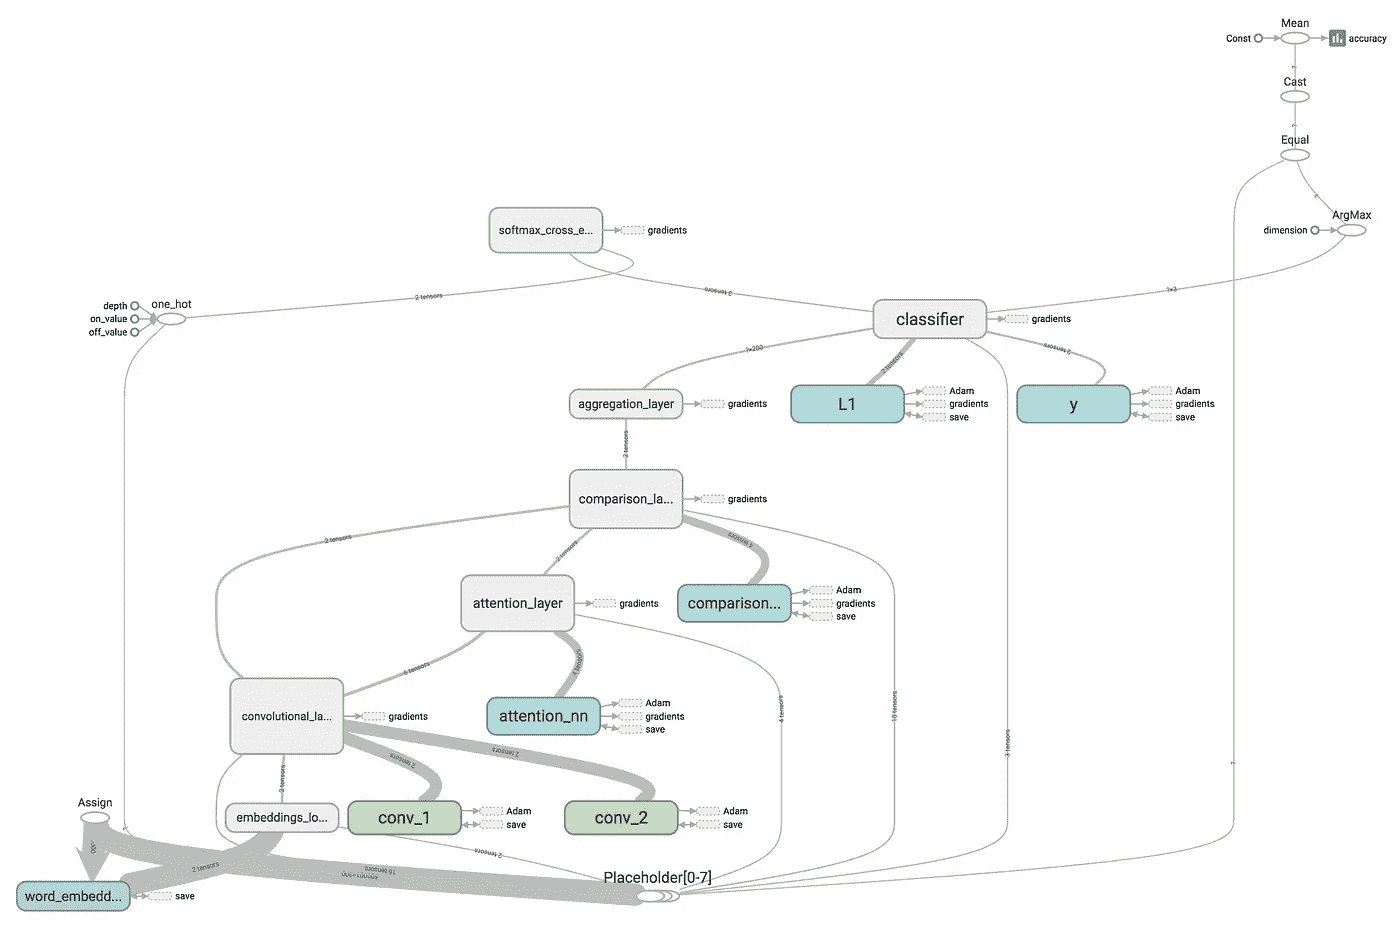 Mean
Const
accuracy
?
Cast
?
Equal
?
ArgMax
dimension
softmax_cross_e...
gradients
2 tensors
2 tensors
?×3
depth
one_hot
on_value
off_value
classifier
gradients
?×200
2 tensors
2 tensors
aggregation_layer
gradients
L1
Adam
gradients
save
y
Adam
gradients
save
2 tensors
comparison_la...
gradients
2 tensors
2 tensors
4 tensors
attention_layer
gradients
comparison...
Adam
gradients
save
6 tensors
4 tensors
convolutional_la...
gradients
attention_nn
Adam
gradients
save
4 tensors
10 tensors
3 tensors
?
2 tensors
2 tensors
2 tensors
Assign
embeddings_lo...
conv_1
Adam
save
conv_2
Adam
save
?
2 tensors
2 tensors
16 tensors
Placeholder[0-7]
word_embedd...
save